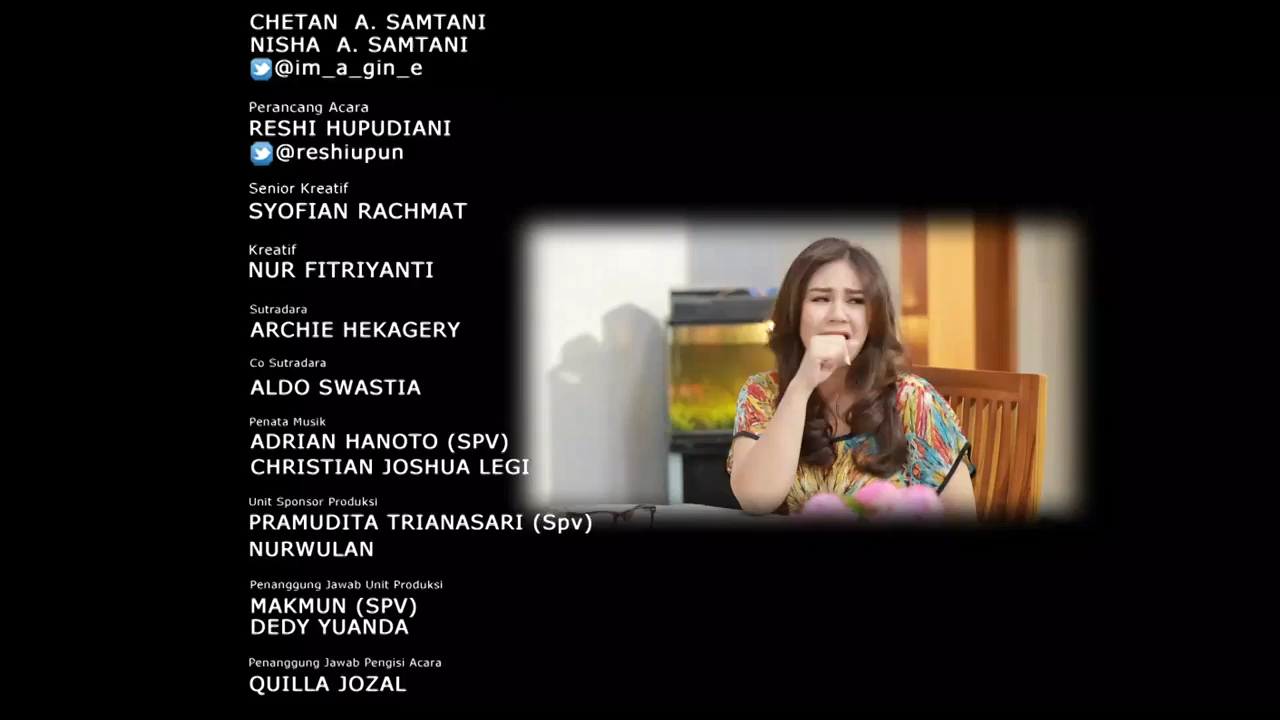 CHETAN A. SAMTANI
NISHA A. SAMTANI
@im_a_gin_e
Perancang Acara
RESHI HUPUDIANI
@reshiupun
Senior Kreatif
SYOFIAN RACHMAT
Kreatif
NUR FITRIYANTI
Sutradara
ARCHIE HEKAGERY
Co Sutradara
ALDO SWASTIA
Penata Musik
ADRIAN HANOTO (SPV)
CHRISTIAN JOSHUA LEGI
Unit Sponsor Produksi
PRAMUDITA TRIANASARI (Spv)
NURWULAN
Penanggung Jawab Unit Produksi
MAKMUN (SPV)
DEDY YUANDA
Penanggung Jawab Pengisi Acara
QUILLA JOZAL